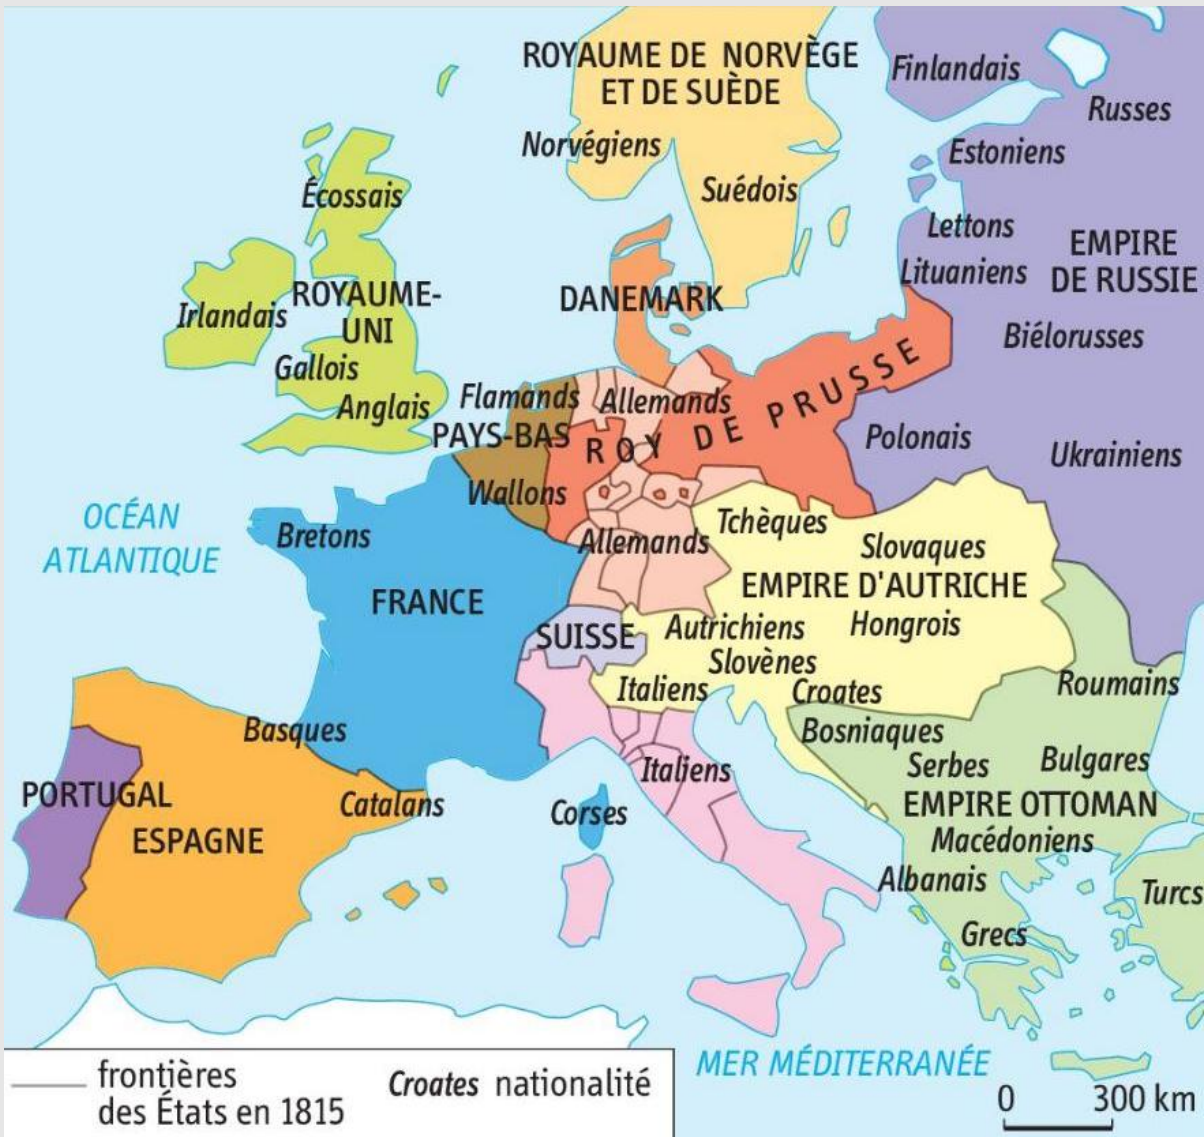 ROYAUME DE NORVÈGE
ET DE SUÈDE
Finlandais
Russes
Norvégiens
Estoniens
Suédois
Écossais
Lettons
EMPIRE
DE RUSSIE
Lituaniens
DANEMARK
ROYAUME-
UNI
Irlandais
Biélorusses
Gallois
Anglais
Flamands
Allemands
PAYS-BAS
ROY DE PRUSSE
Polonais
Ukrainiens
Wallons
OCÉAN
ATLANTIQUE
Bretons
Allemands
Tchèques
Slovaques
FRANCE
EMPIRE D'AUTRICHE
SUISSE
Autrichiens
Hongrois
Slovènes
Italiens
Croates
Roumains
Basques
Bosniaques
Italiens
Serbes
Bulgares
PORTUGAL
Catalans
Corses
EMPIRE OTTOMAN
ESPAGNE
Macédoniens
Albanais
Turcs
Grecs
MER MÉDITERRANÉE
frontières
des États en 1815
Croates nationalité
0 300 km